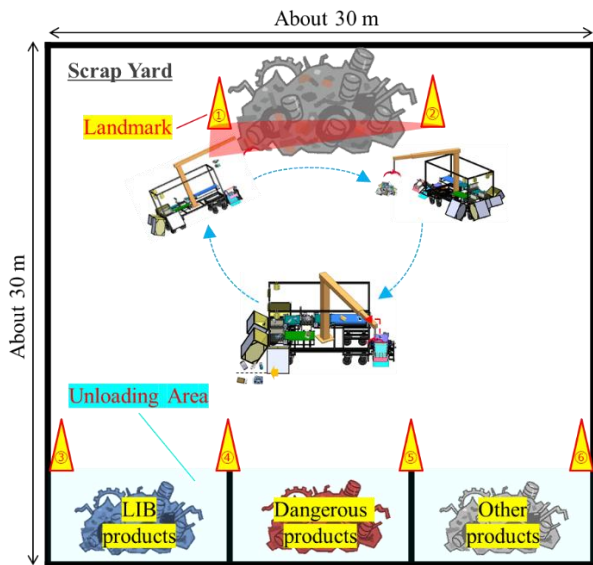 About 30 m
About 30 m
Scrap Yard
①
②
Landmark
Unloading Area
③
④
⑤
⑥
LIB
products
Dangerous
products
Other
products